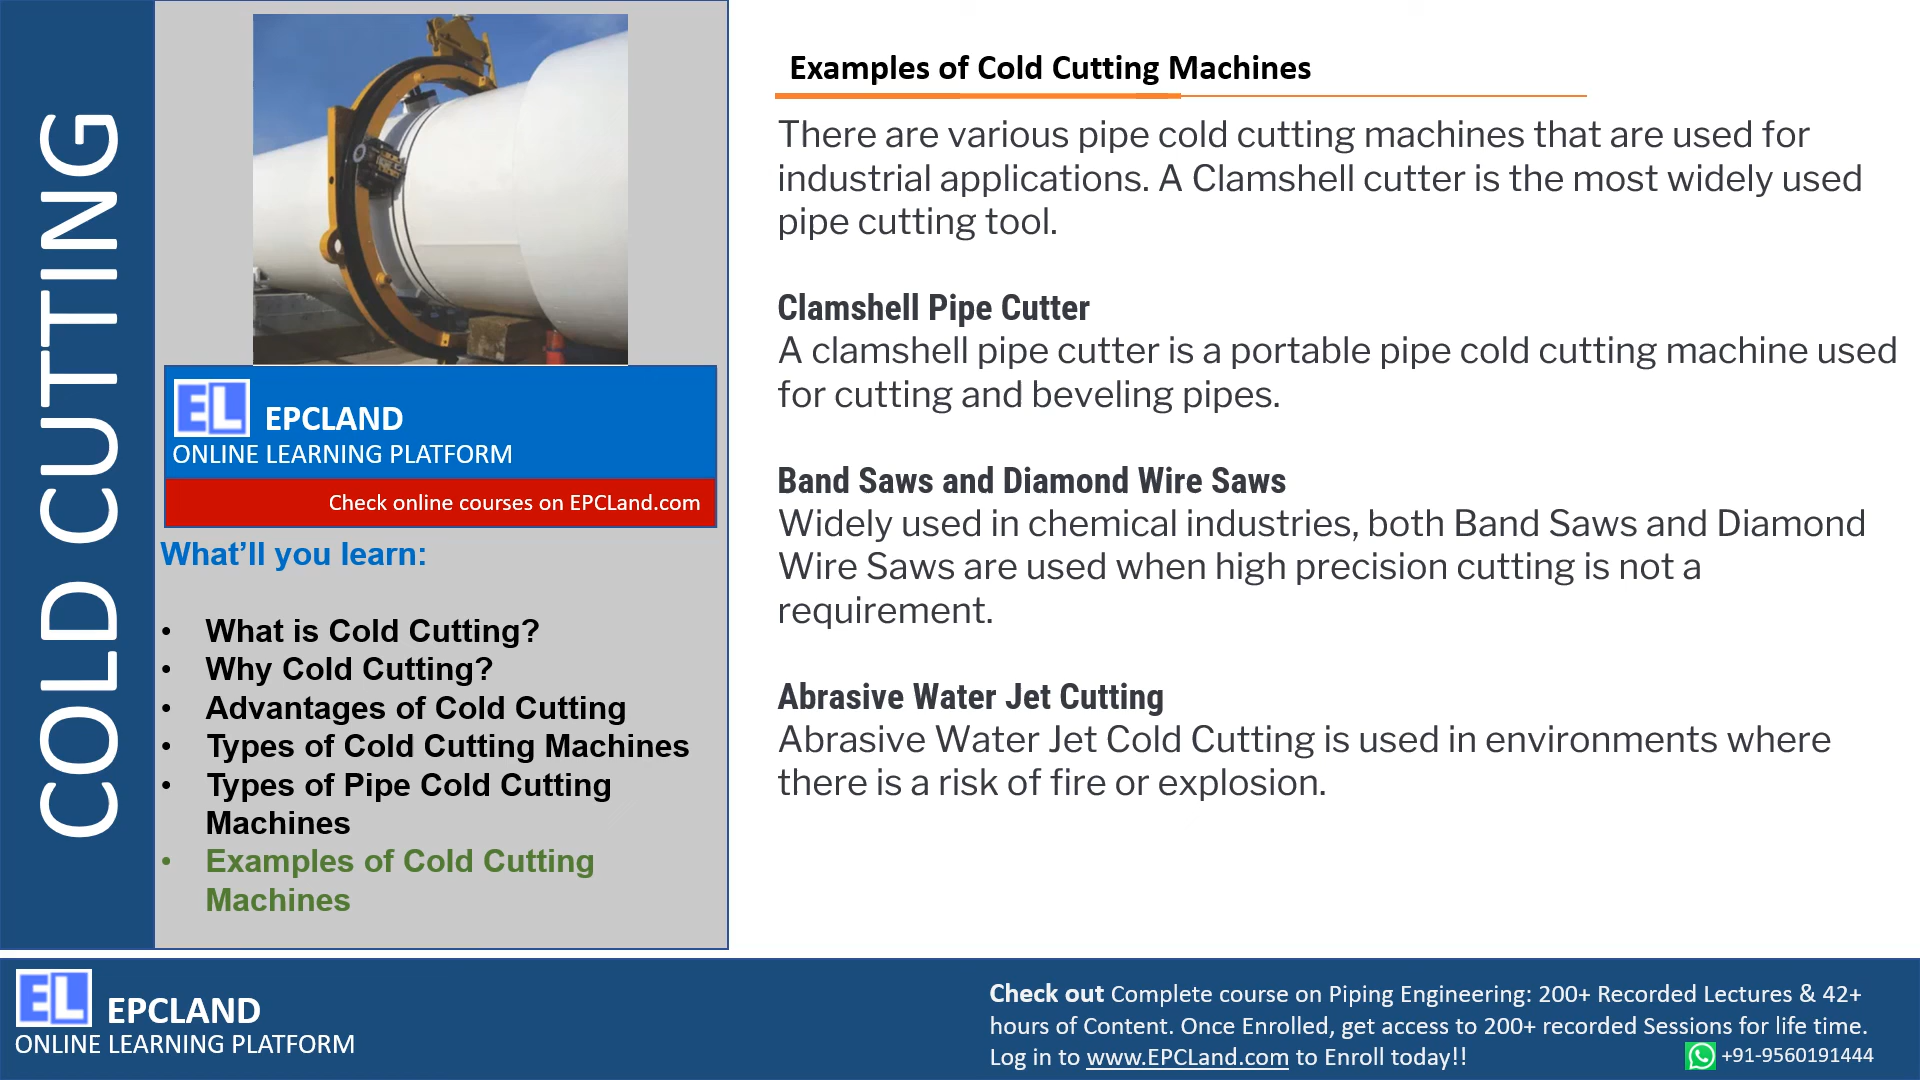 COLD CUTTING
EL EPCLAND
ONLINE LEARNING PLATFORM
Check online courses on EPCLand.com
What’ll you learn:
• What is Cold Cutting?
• Why Cold Cutting?
• Advantages of Cold Cutting
• Types of Cold Cutting Machines
• Types of Pipe Cold Cutting
Machines
• Examples of Cold Cutting
Machines
Examples of Cold Cutting Machines
There are various pipe cold cutting machines that are used for
industrial applications. A Clamshell cutter is the most widely used
pipe cutting tool.
Clamshell Pipe Cutter
A clamshell pipe cutter is a portable pipe cold cutting machine used
for cutting and beveling pipes.
Band Saws and Diamond Wire Saws
Widely used in chemical industries, both Band Saws and Diamond
Wire Saws are used when high precision cutting is not a
requirement.
Abrasive Water Jet Cutting
Abrasive Water Jet Cold Cutting is used in environments where
there is a risk of fire or explosion.
EL EPCLAND
ONLINE LEARNING PLATFORM
Check out Complete course on Piping Engineering: 200+ Recorded Lectures & 42+
hours of Content. Once Enrolled, get access to 200+ recorded Sessions for life time.
Log in to www.EPCLand.com to Enroll today!!
+91-9560191444